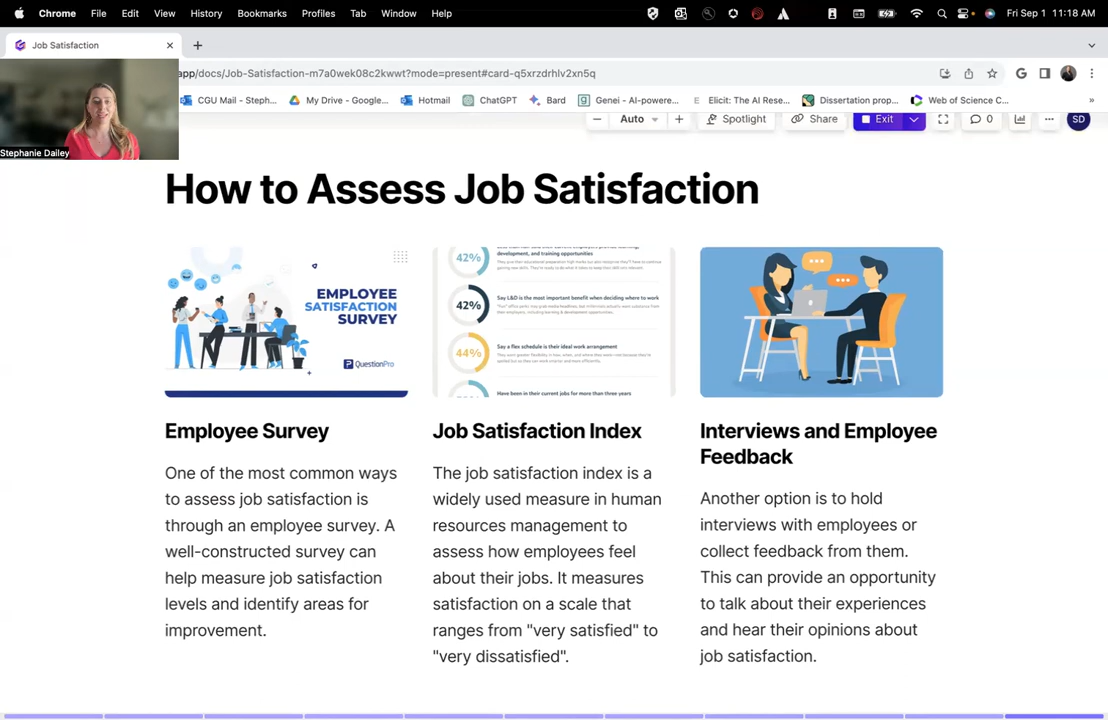 Chrome File Edit View History Bookmarks Profiles Tab Window Help Fri Sep 1 11:18 AM
Job Satisfaction
app/docs/Job-Satisfaction-m7a0wek08c2kwwt?mode=present#card-q5xrzdrhlv2xn5q
CGU Mail - Steph... My Drive - Google... Hotmail ChatGPT Bard Genei - AI-powere... Elicit: The AI Rese... Dissertation prop... Web of Science C... »
Auto Spotlight Share Exit 0 SD
Stephanie Dailey
How to Assess Job Satisfaction
EMPLOYEE
SATISFACTION
SURVEY
QuestionPro
42%
development, and training opportunities
42%
Say L&D is the most important benefit when deciding where to work
44%
Say a flex schedule is their ideal work arrangement
Have been in their current jobs for more than three years
Employee Survey
One of the most common ways
to assess job satisfaction is
through an employee survey. A
well-constructed survey can
help measure job satisfaction
levels and identify areas for
improvement.
Job Satisfaction Index
The job satisfaction index is a
widely used measure in human
resources management to
assess how employees feel
about their jobs. It measures
satisfaction on a scale that
ranges from "very satisfied" to
"very dissatisfied".
Interviews and Employee
Feedback
Another option is to hold
interviews with employees or
collect feedback from them.
This can provide an opportunity
to talk about their experiences
and hear their opinions about
job satisfaction.